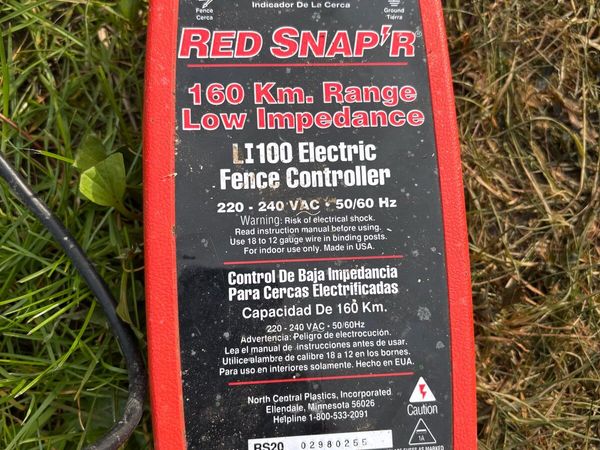 Indicador De La Cerca
Fence
Cerca
Ground
Tierra
RED SNAP'R®
160 Km. Range
Low Impedance
LI100 Electric
Fence Controller
220 - 240 VAC • 50/60 Hz
Warning: Risk of electrical shock.
Read instruction manual before using.
Use 18 to 12 gauge wire in binding posts.
For indoor use only. Made in USA.
Control De Baja Impedancia
Para Cercas Electrificadas
Capacidad De 160 Km.
220 - 240 VAC • 50/60Hz
Advertencia: Peligro de electrocución.
Lea el manual de instrucciones antes de usar.
Utilice alambre de calibre 18 a 12 en los bornes.
Para uso en interiores solamente. Hecho en EUA.
North Central Plastics, Incorporated
Ellendale, Minnesota 56026
Helpline 1-800-533-2091
Caution
1A
RS20 02980255
AS MARKED